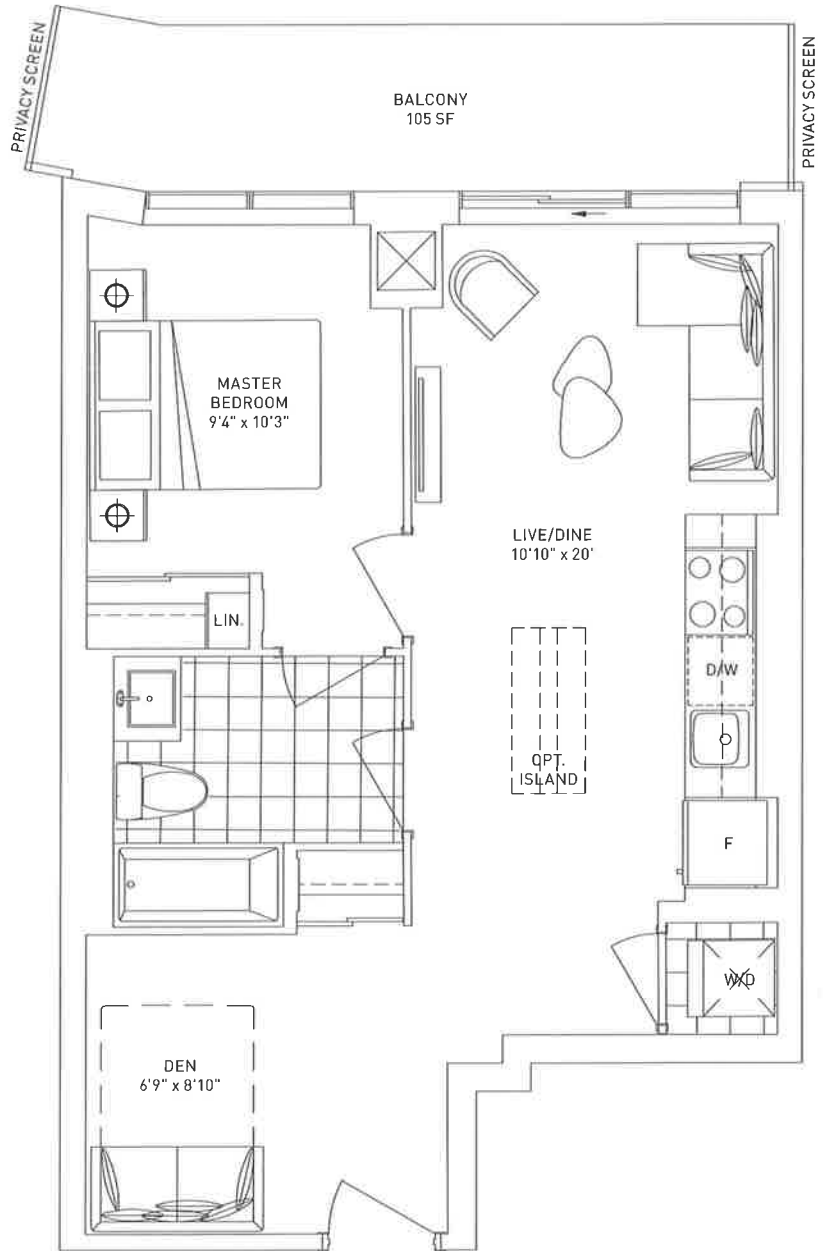 PRIVACY SCREEN
BALCONY
105 SF
PRIVACY SCREEN
MASTER
BEDROOM
9'4" x 10'3"
LIVE/DINE
10'10" x 20'
LIN.
D/W
OPT.
ISLAND
F
W/D
DEN
6'9" x 8'10"